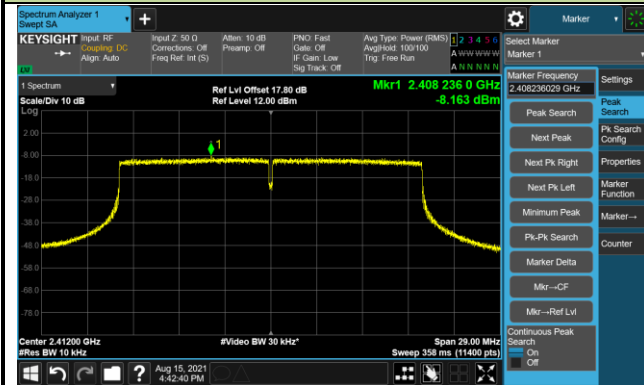 Spectrum Analyzer 1
Swept SA
+
KEYSIGHT
Input: RF
Coupling: DC
Align: Auto
Input Z: 50 Ω
Corrections: Off
Freq Ref: Int (S)
Atten: 10 dB
Preamp: Off
PNO: Fast
Gate: Off
IF Gain: Low
Sig Track: Off
Avg Type: Power (RMS)
Avg|Hold: 100/100
Trig: Free Run
1 2 3 4 5 6
A W W W W W
A N N N N N
LXI
1 Spectrum
Scale/Div 10 dB
Log
Ref Lvl Offset 17.80 dB
Ref Level 12.00 dBm
Mkr1 2.408 236 0 GHz
-8.163 dBm
2.00
-8.00
-18.0
-28.0
-38.0
-48.0
-58.0
-68.0
-78.0
1
Center 2.41200 GHz
#Res BW 10 kHz
#Video BW 30 kHz*
Span 29.00 MHz
Sweep 358 ms (11400 pts)
Aug 15, 2021
4:42:40 PM
Marker
Select Marker
Marker 1
Marker Frequency
2.408236029 GHz
Peak Search
Next Peak
Next Pk Right
Next Pk Left
Minimum Peak
Pk-Pk Search
Marker Delta
Mkr→CF
Mkr→Ref Lvl
Continuous Peak
Search
On
Off
Settings
Peak
Search
Pk Search
Config
Properties
Marker
Function
Marker→
Counter